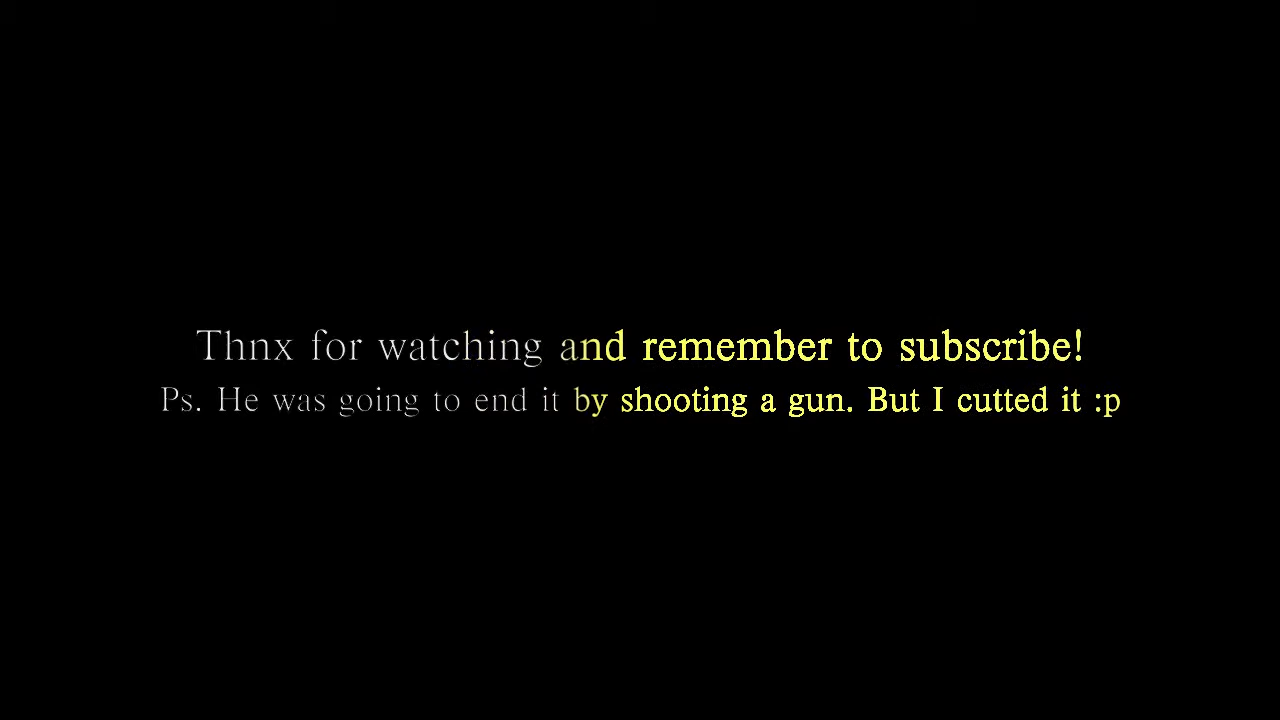 Thnx for watching and remember to subscribe!
Ps. He was going to end it by shooting a gun. But I cutted it :p